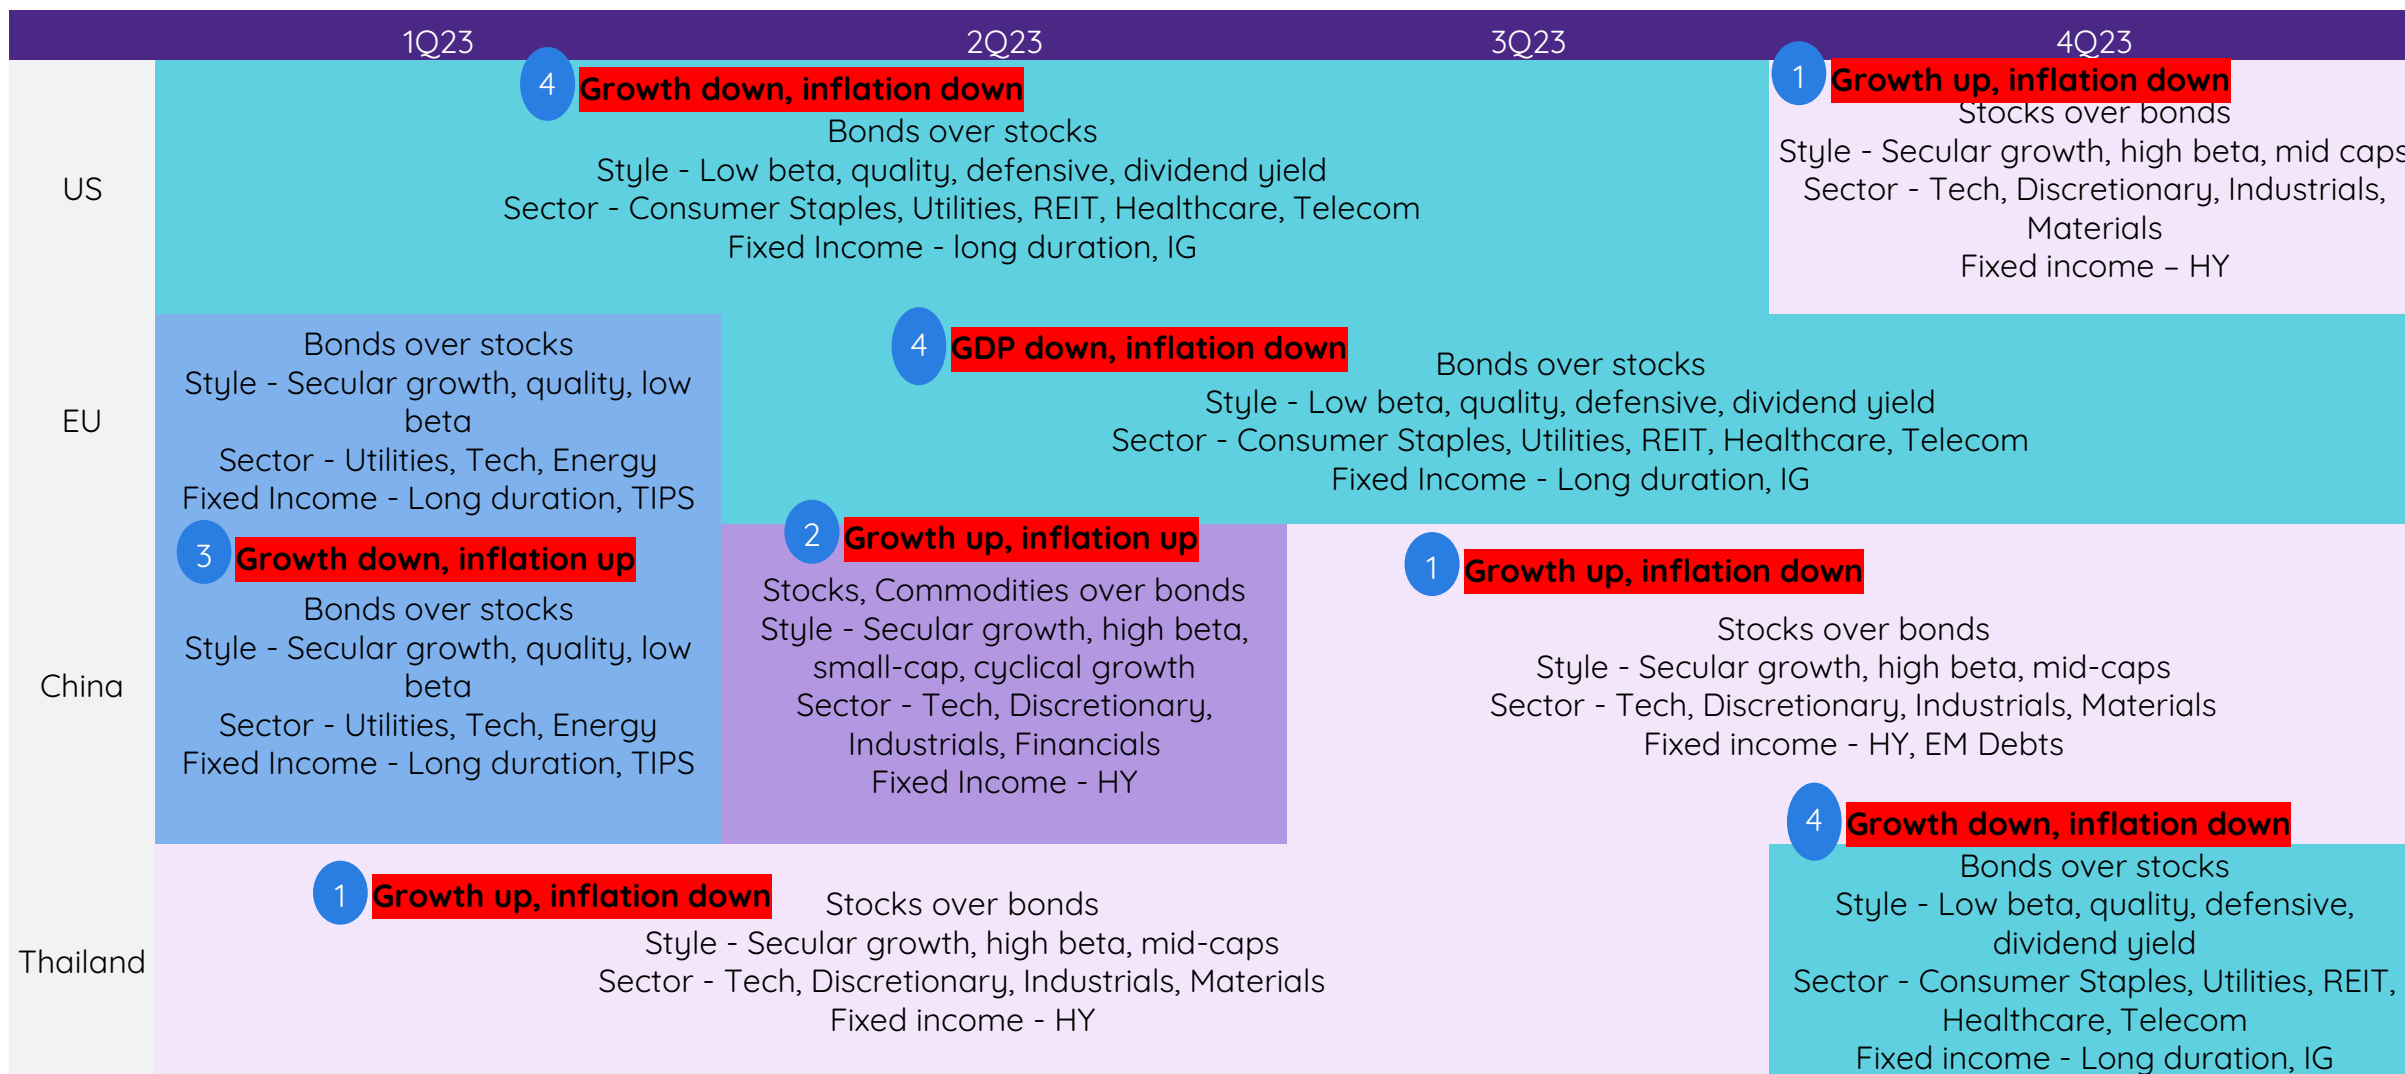 1Q23
2Q23
3Q23
4Q23
US
4
Growth down, inflation down
Bonds over stocks
Style - Low beta, quality, defensive, dividend yield
Sector - Consumer Staples, Utilities, REIT, Healthcare, Telecom
Fixed Income - long duration, IG
1
Growth up, inflation down
Stocks over bonds
Style - Secular growth, high beta, mid caps
Sector - Tech, Discretionary, Industrials,
Materials
Fixed income – HY
EU
Bonds over stocks
Style - Secular growth, quality, low
beta
Sector - Utilities, Tech, Energy
Fixed Income - Long duration, TIPS
4
GDP down, inflation down
Bonds over stocks
Style - Low beta, quality, defensive, dividend yield
Sector - Consumer Staples, Utilities, REIT, Healthcare, Telecom
Fixed Income - Long duration, IG
China
3
Growth down, inflation up
Bonds over stocks
Style - Secular growth, quality, low
beta
Sector - Utilities, Tech, Energy
Fixed Income - Long duration, TIPS
2
Growth up, inflation up
Stocks, Commodities over bonds
Style - Secular growth, high beta,
small-cap, cyclical growth
Sector - Tech, Discretionary,
Industrials, Financials
Fixed Income - HY
1
Growth up, inflation down
Stocks over bonds
Style - Secular growth, high beta, mid-caps
Sector - Tech, Discretionary, Industrials, Materials
Fixed income - HY, EM Debts
Thailand
1
Growth up, inflation down
Stocks over bonds
Style - Secular growth, high beta, mid-caps
Sector - Tech, Discretionary, Industrials, Materials
Fixed income - HY
4
Growth down, inflation down
Bonds over stocks
Style - Low beta, quality, defensive,
dividend yield
Sector - Consumer Staples, Utilities, REIT,
Healthcare, Telecom
Fixed income - Long duration, IG